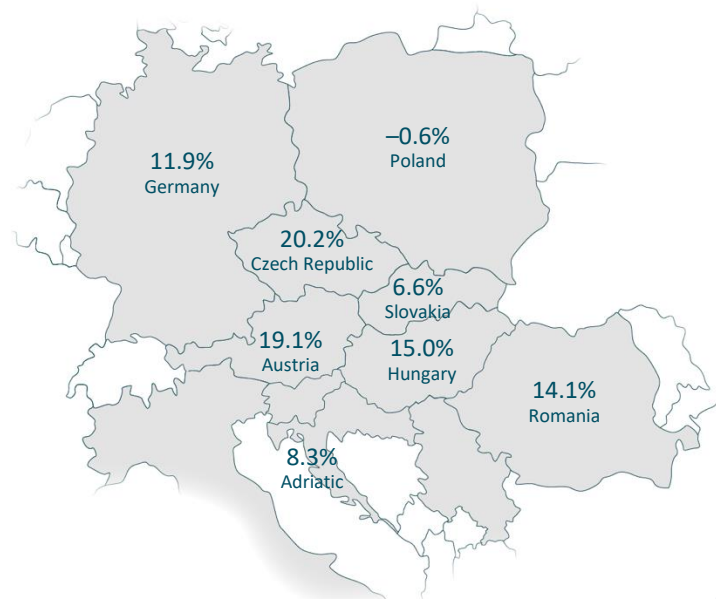 –0.6%
Poland
11.9%
Germany
20.2%
Czech Republic
6.6%
Slovakia
19.1%
Austria
15.0%
Hungary
14.1%
Romania
8.3%
Adriatic